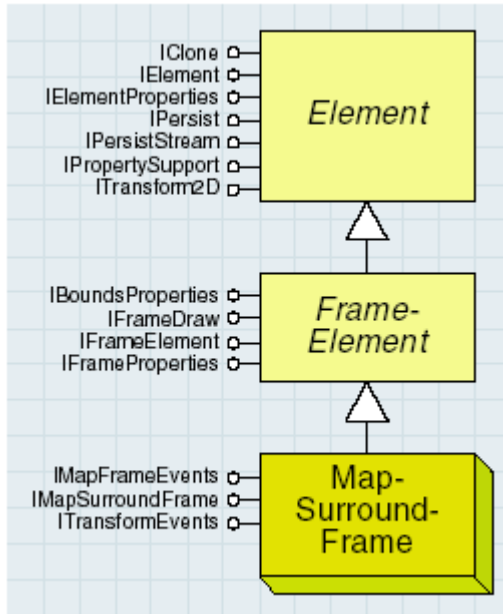 IClone
IElement
IElementProperties
IPersist
IPersistStream
IPropertySupport
ITransform2D
Element
IBoundsProperties
IFrameDraw
IFrameElement
IFrameProperties
Frame-
Element
IMapFrameEvents
IMapSurroundFrame
ITransformEvents
Map-
Surround-
Frame